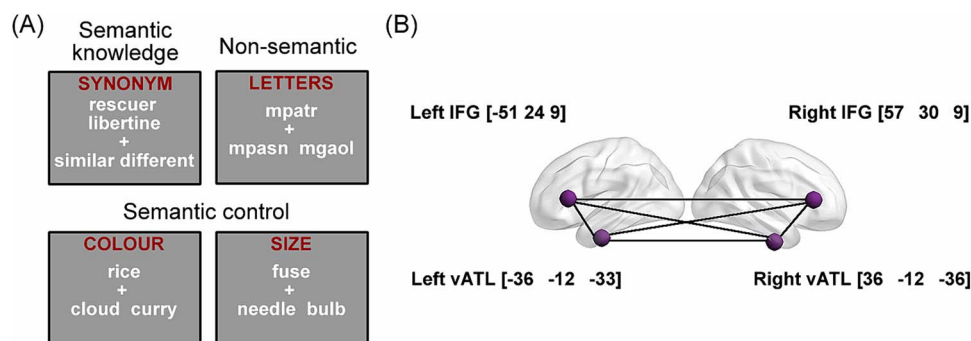 (A)
Semantic
knowledge
Non-semantic
SYNONYM
rescuer
libertine
+
similar different
LETTERS
mpatr
+
mpasn mgaol
Semantic control
COLOUR
rice
+
cloud curry
SIZE
fuse
+
needle bulb
(B)
Left IFG [-51 24 9]
Right IFG [57 30 9]
Left vATL [-36 -12 -33]
Right vATL [36 -12 -36]